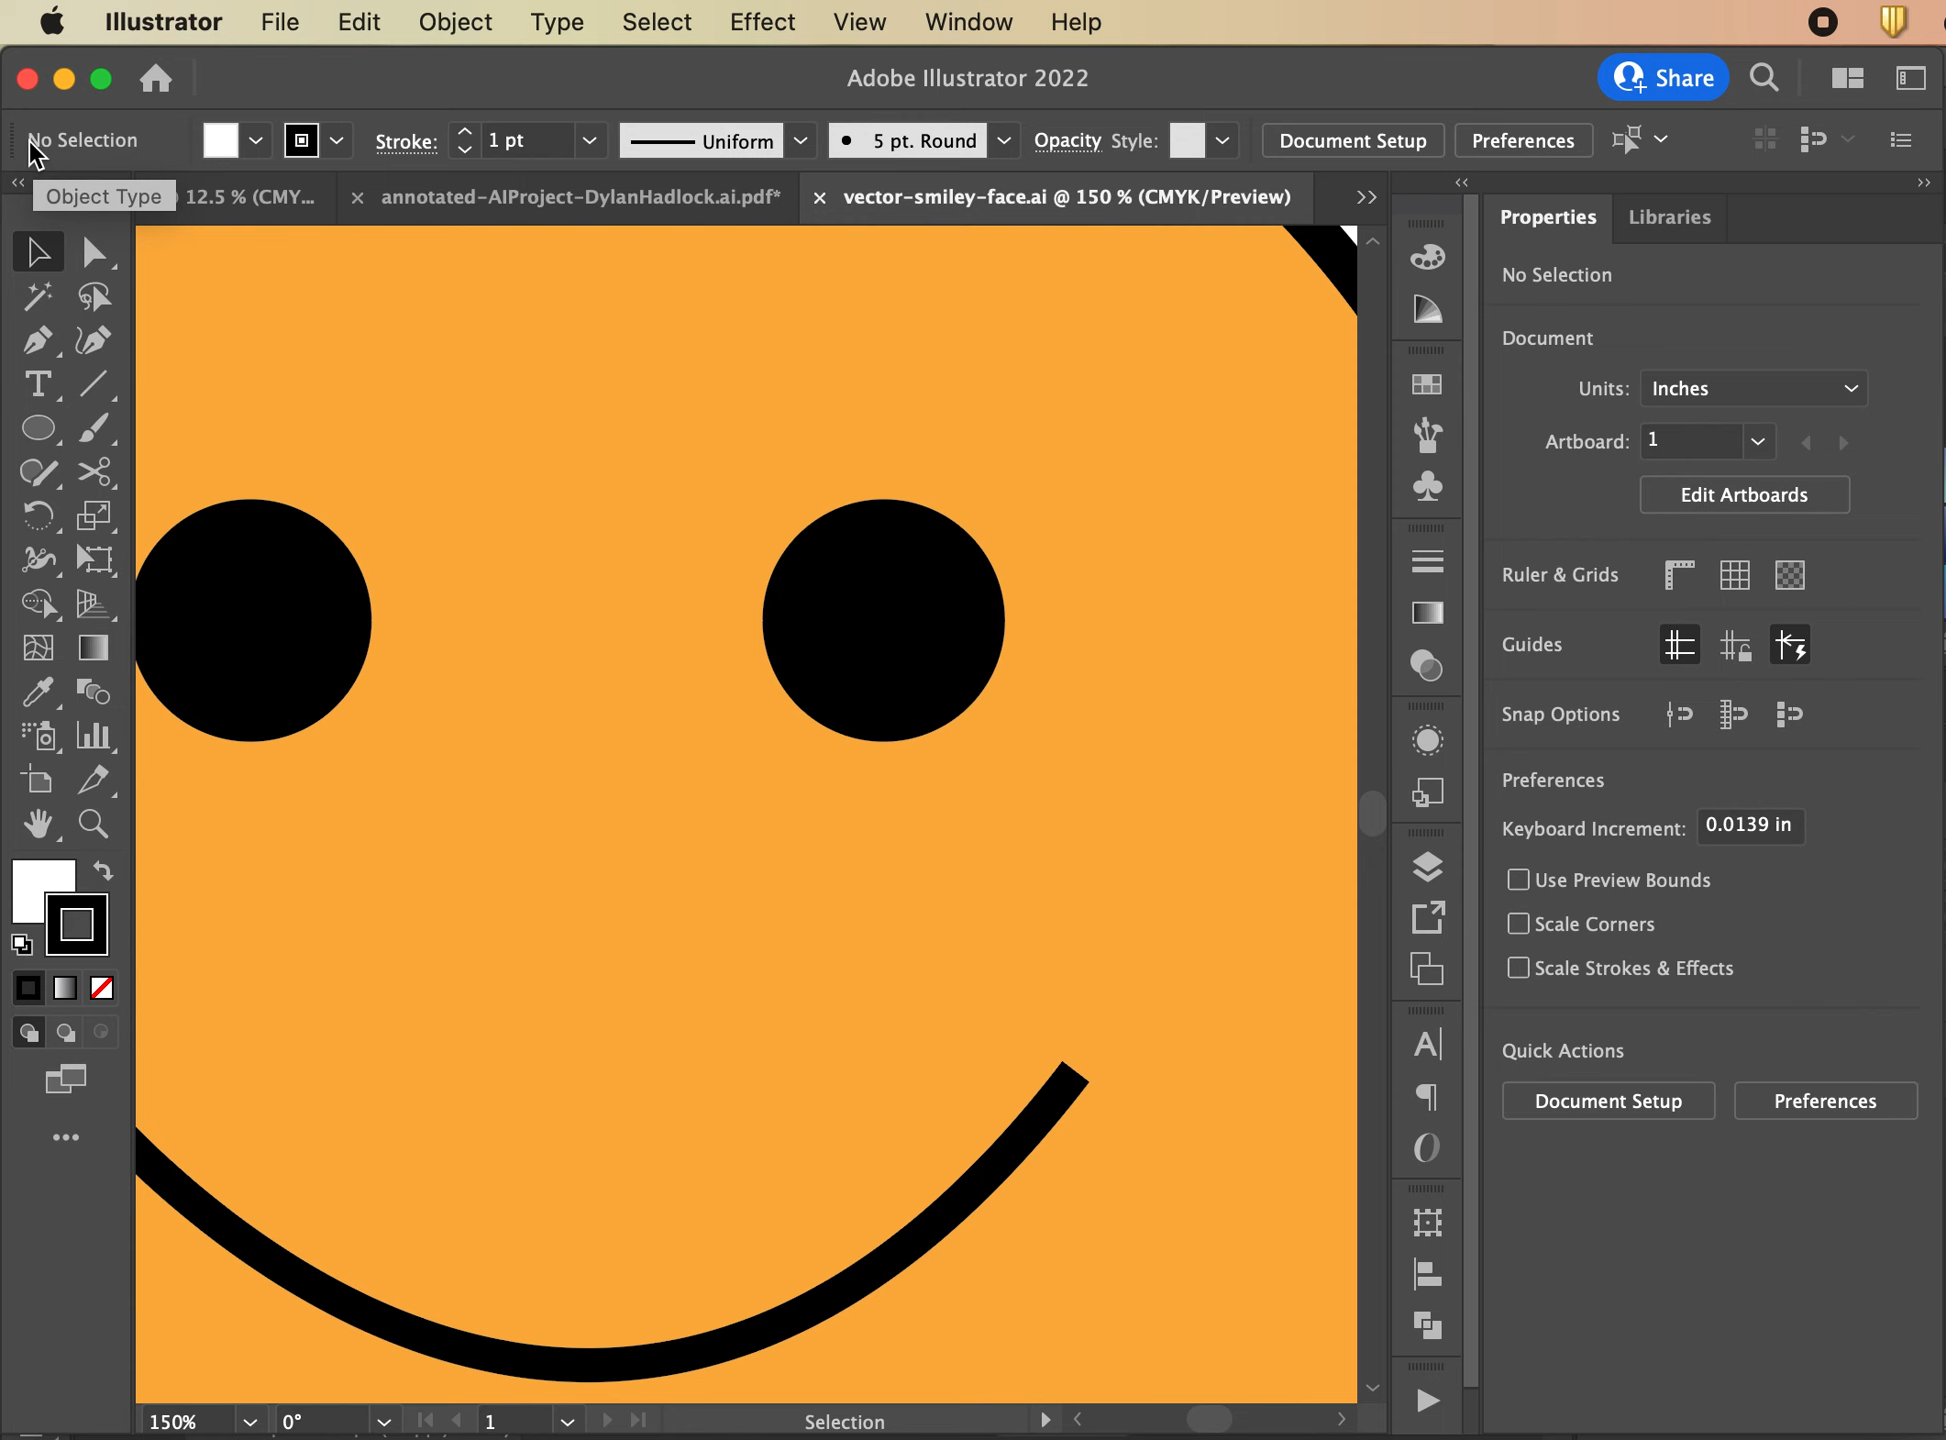 Illustrator File Edit Object Type Select Effect View Window Help
Adobe Illustrator 2022
Share
No Selection Stroke: 1 pt Uniform 5 pt. Round Opacity Style: Document Setup Preferences
Object Type
12.5 % (CMY... × annotated-AIProject-DylanHadlock.ai.pdf* × vector-smiley-face.ai @ 150 % (CMYK/Preview)
Properties Libraries
No Selection
Document
Units: Inches
Artboard: 1
Edit Artboards
Ruler & Grids
Guides
Snap Options
Preferences
Keyboard Increment: 0.0139 in
Use Preview Bounds
Scale Corners
Scale Strokes & Effects
Quick Actions
Document Setup Preferences
150% 0° 1 Selection